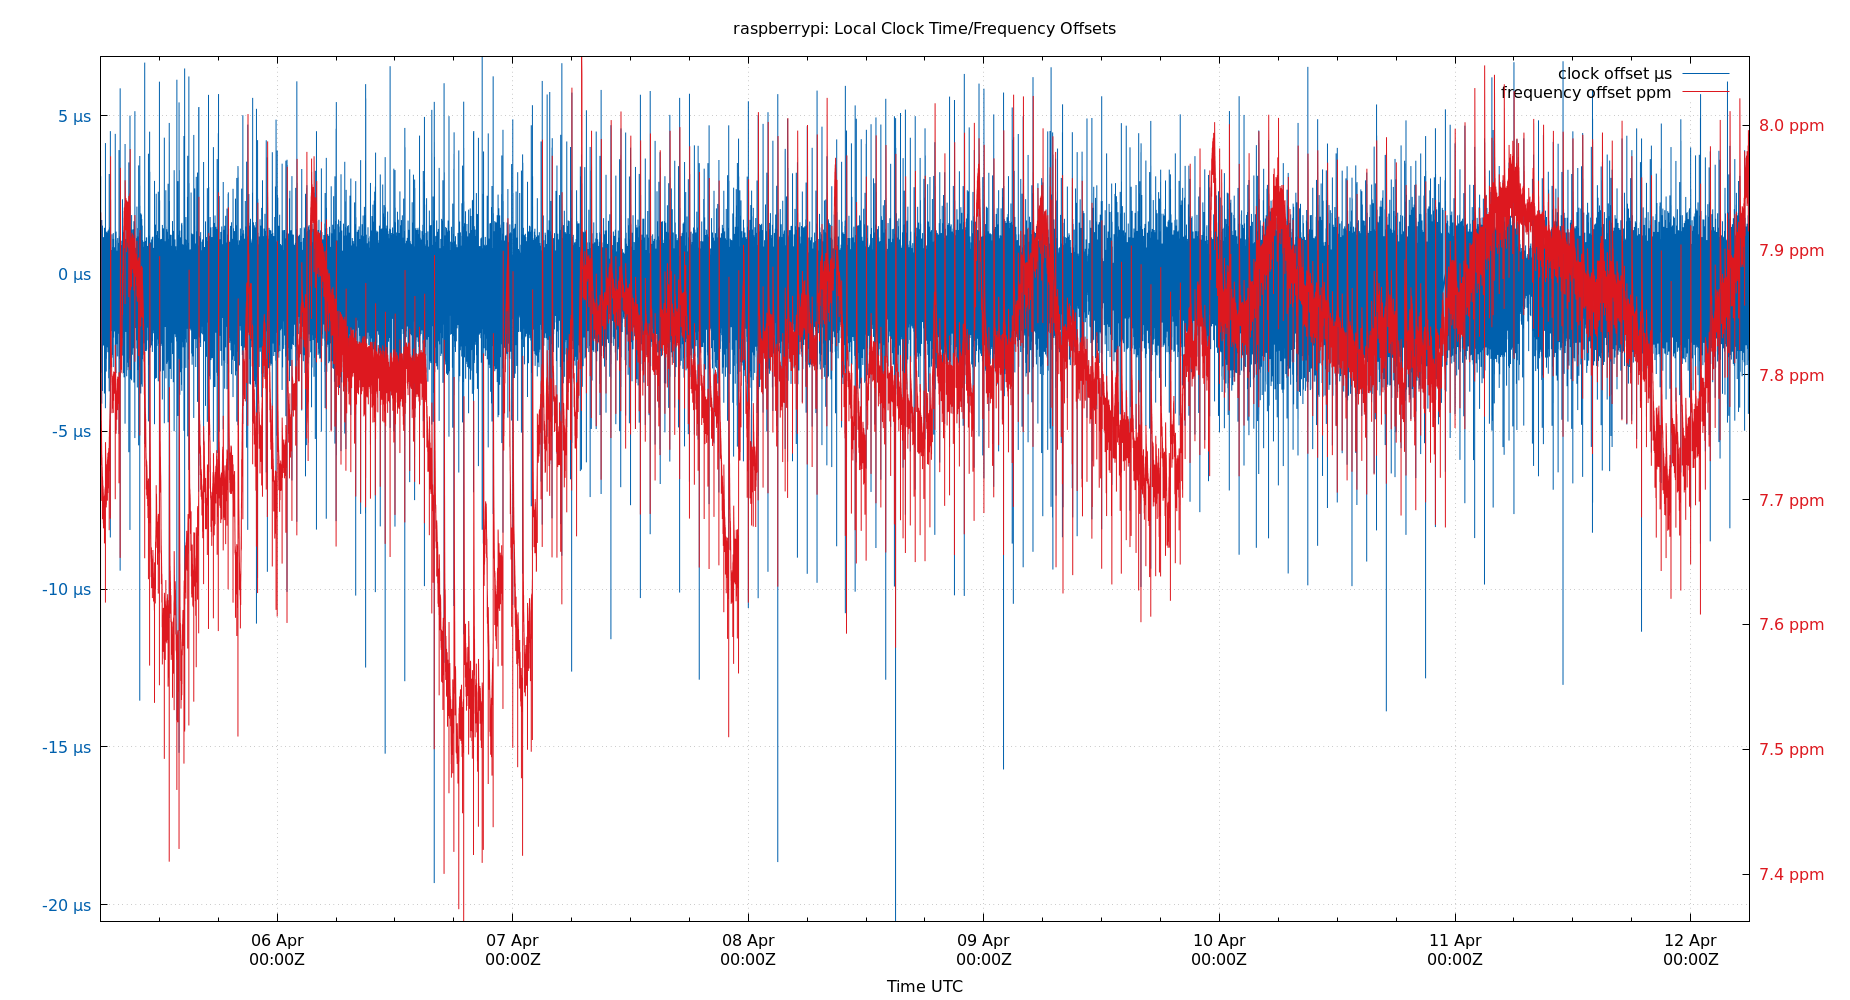 raspberrypi: Local Clock Time/Frequency Offsets
clock offset µs
frequency offset ppm
5 µs
0 µs
-5 µs
-10 µs
-15 µs
-20 µs
8.0 ppm
7.9 ppm
7.8 ppm
7.7 ppm
7.6 ppm
7.5 ppm
7.4 ppm
06 Apr
00:00Z
07 Apr
00:00Z
08 Apr
00:00Z
09 Apr
00:00Z
10 Apr
00:00Z
11 Apr
00:00Z
12 Apr
00:00Z
Time UTC